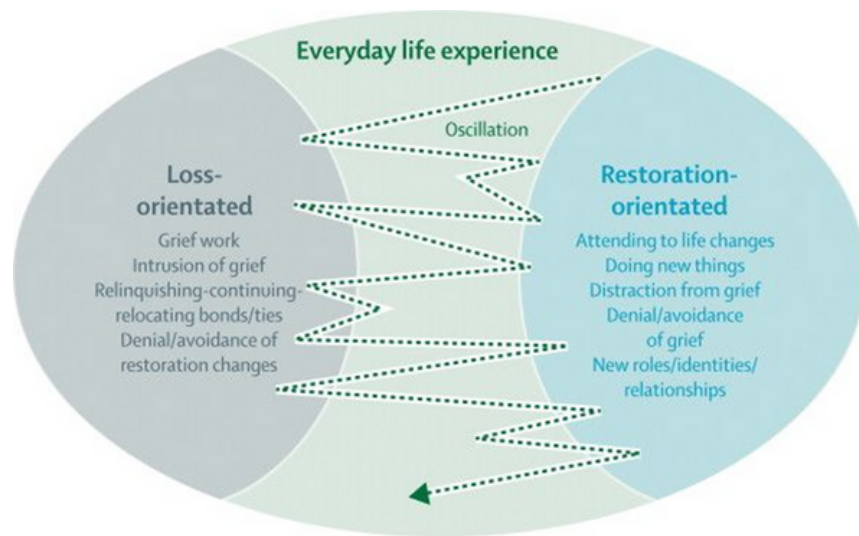 Everyday life experience
Oscillation
Loss-
orientated
Grief work
Intrusion of grief
Relinquishing-continuing-
relocating bonds/ties
Denial/avoidance of
restoration changes
Restoration-
orientated
Attending to life changes
Doing new things
Distraction from grief
Denial/avoidance
of grief
New roles/identities/
relationships